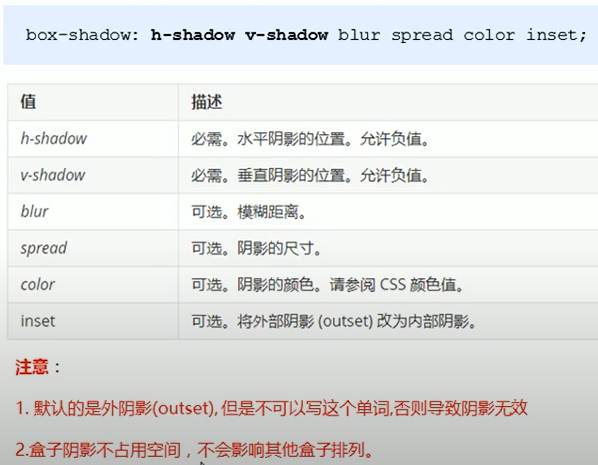 box-shadow: h-shadow v-shadow blur spread color inset;
值 描述
h-shadow 必需。水平阴影的位置。允许负值。
v-shadow 必需。垂直阴影的位置。允许负值。
blur 可选。模糊距离。
spread 可选。阴影的尺寸。
color 可选。阴影的颜色。请参阅 CSS 颜色值。
inset 可选。将外部阴影 (outset) 改为内部阴影。
注意：
1. 默认的是外阴影(outset), 但是不可以写这个单词,否则导致阴影无效
2.盒子阴影不占用空间，不会影响其他盒子排列。